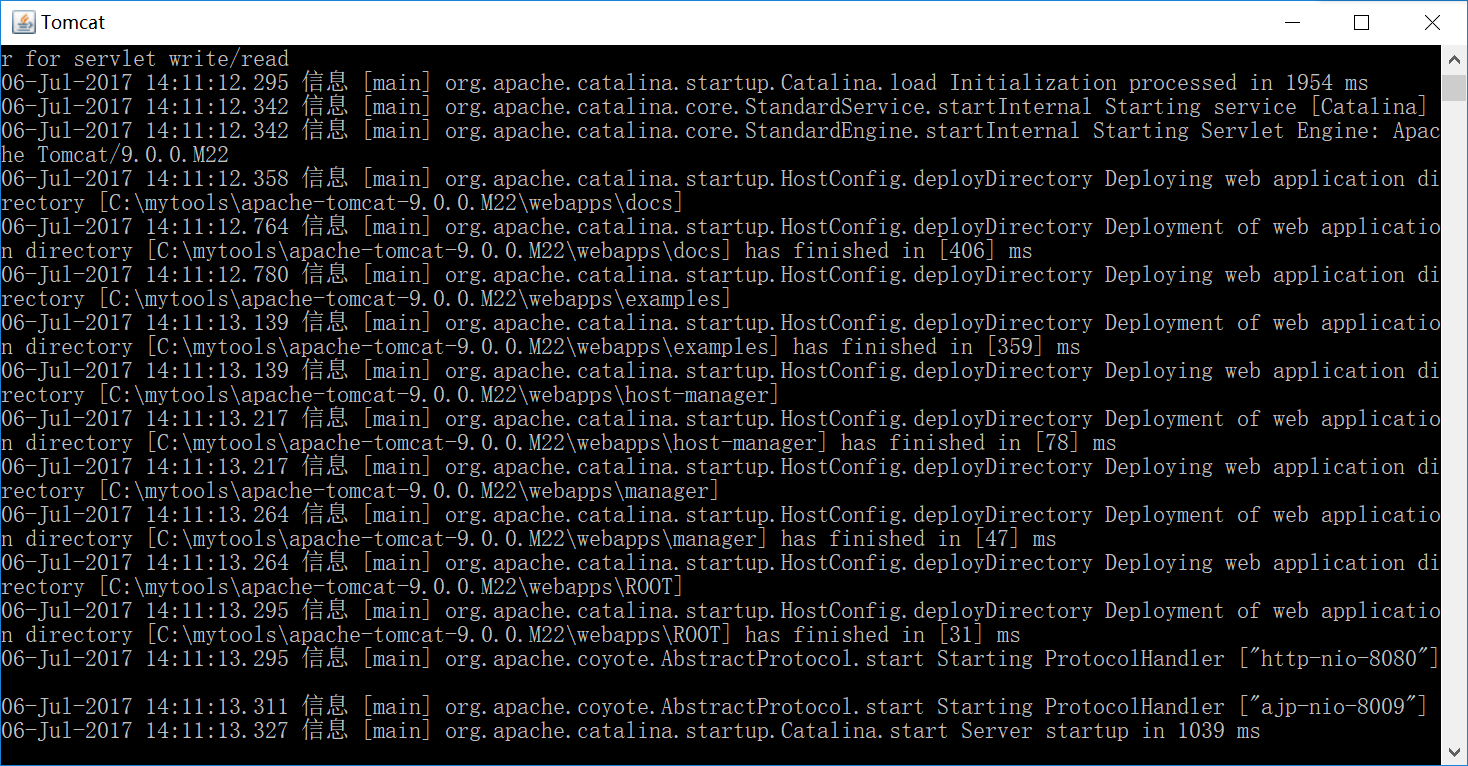 Tomcat
r for servlet write/read
06-Jul-2017 14:11:12.295 信息 [main] org.apache.catalina.startup.Catalina.load Initialization processed in 1954 ms
06-Jul-2017 14:11:12.342 信息 [main] org.apache.catalina.core.StandardService.startInternal Starting service [Catalina]
06-Jul-2017 14:11:12.342 信息 [main] org.apache.catalina.core.StandardEngine.startInternal Starting Servlet Engine: Apac
he Tomcat/9.0.0.M22
06-Jul-2017 14:11:12.358 信息 [main] org.apache.catalina.startup.HostConfig.deployDirectory Deploying web application di
rectory [C:\mytools\apache-tomcat-9.0.0.M22\webapps\docs]
06-Jul-2017 14:11:12.764 信息 [main] org.apache.catalina.startup.HostConfig.deployDirectory Deployment of web applicatio
n directory [C:\mytools\apache-tomcat-9.0.0.M22\webapps\docs] has finished in [406] ms
06-Jul-2017 14:11:12.780 信息 [main] org.apache.catalina.startup.HostConfig.deployDirectory Deploying web application di
rectory [C:\mytools\apache-tomcat-9.0.0.M22\webapps\examples]
06-Jul-2017 14:11:13.139 信息 [main] org.apache.catalina.startup.HostConfig.deployDirectory Deployment of web applicatio
n directory [C:\mytools\apache-tomcat-9.0.0.M22\webapps\examples] has finished in [359] ms
06-Jul-2017 14:11:13.139 信息 [main] org.apache.catalina.startup.HostConfig.deployDirectory Deploying web application di
rectory [C:\mytools\apache-tomcat-9.0.0.M22\webapps\host-manager]
06-Jul-2017 14:11:13.217 信息 [main] org.apache.catalina.startup.HostConfig.deployDirectory Deployment of web applicatio
n directory [C:\mytools\apache-tomcat-9.0.0.M22\webapps\host-manager] has finished in [78] ms
06-Jul-2017 14:11:13.217 信息 [main] org.apache.catalina.startup.HostConfig.deployDirectory Deploying web application di
rectory [C:\mytools\apache-tomcat-9.0.0.M22\webapps\manager]
06-Jul-2017 14:11:13.264 信息 [main] org.apache.catalina.startup.HostConfig.deployDirectory Deployment of web applicatio
n directory [C:\mytools\apache-tomcat-9.0.0.M22\webapps\manager] has finished in [47] ms
06-Jul-2017 14:11:13.264 信息 [main] org.apache.catalina.startup.HostConfig.deployDirectory Deploying web application di
rectory [C:\mytools\apache-tomcat-9.0.0.M22\webapps\ROOT]
06-Jul-2017 14:11:13.295 信息 [main] org.apache.catalina.startup.HostConfig.deployDirectory Deployment of web applicatio
n directory [C:\mytools\apache-tomcat-9.0.0.M22\webapps\ROOT] has finished in [31] ms
06-Jul-2017 14:11:13.295 信息 [main] org.apache.coyote.AbstractProtocol.start Starting ProtocolHandler ["http-nio-8080"]
06-Jul-2017 14:11:13.311 信息 [main] org.apache.coyote.AbstractProtocol.start Starting ProtocolHandler ["ajp-nio-8009"]
06-Jul-2017 14:11:13.327 信息 [main] org.apache.catalina.startup.Catalina.start Server startup in 1039 ms